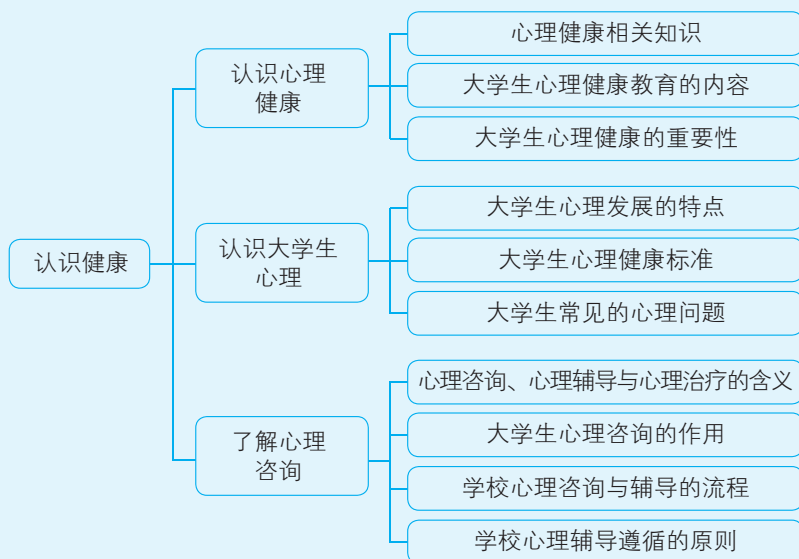 认识健康
认识心理
健康
心理健康相关知识
大学生心理健康教育的内容
大学生心理健康的重要性
认识大学生
心理
大学生心理发展的特点
大学生心理健康标准
大学生常见的心理问题
了解心理
咨询
心理咨询、心理辅导与心理治疗的含义
大学生心理咨询的作用
学校心理咨询与辅导的流程
学校心理辅导遵循的原则